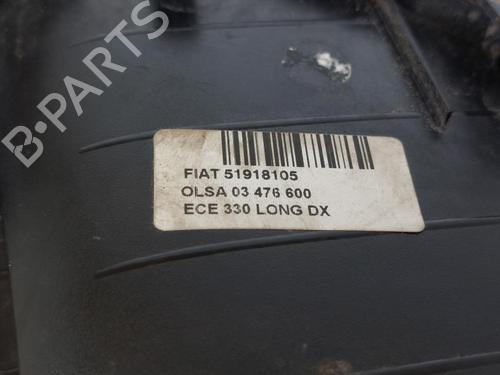 B-PARTS
FIAT 51918105
OLSA 03 476 600
ECE 330 LONG DX